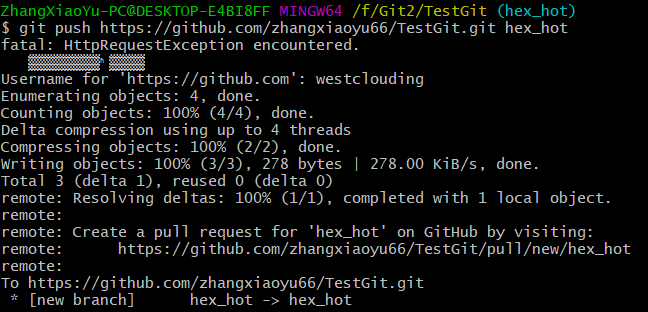 ZhangXiaoYu-PC@DESKTOP-E4BI8FF MINGW64 /f/Git2/TestGit (hex_hot)
$ git push https://github.com/zhangxiaoyu66/TestGit.git hex_hot
fatal: HttpRequestException encountered.
Username for 'https://github.com': westclouding
Enumerating objects: 4, done.
Counting objects: 100% (4/4), done.
Delta compression using up to 4 threads
Compressing objects: 100% (2/2), done.
Writing objects: 100% (3/3), 278 bytes | 278.00 KiB/s, done.
Total 3 (delta 1), reused 0 (delta 0)
remote: Resolving deltas: 100% (1/1), completed with 1 local object.
remote:
remote: Create a pull request for 'hex_hot' on GitHub by visiting:
remote:      https://github.com/zhangxiaoyu66/TestGit/pull/new/hex_hot
remote:
To https://github.com/zhangxiaoyu66/TestGit.git
 * [new branch]      hex_hot -> hex_hot